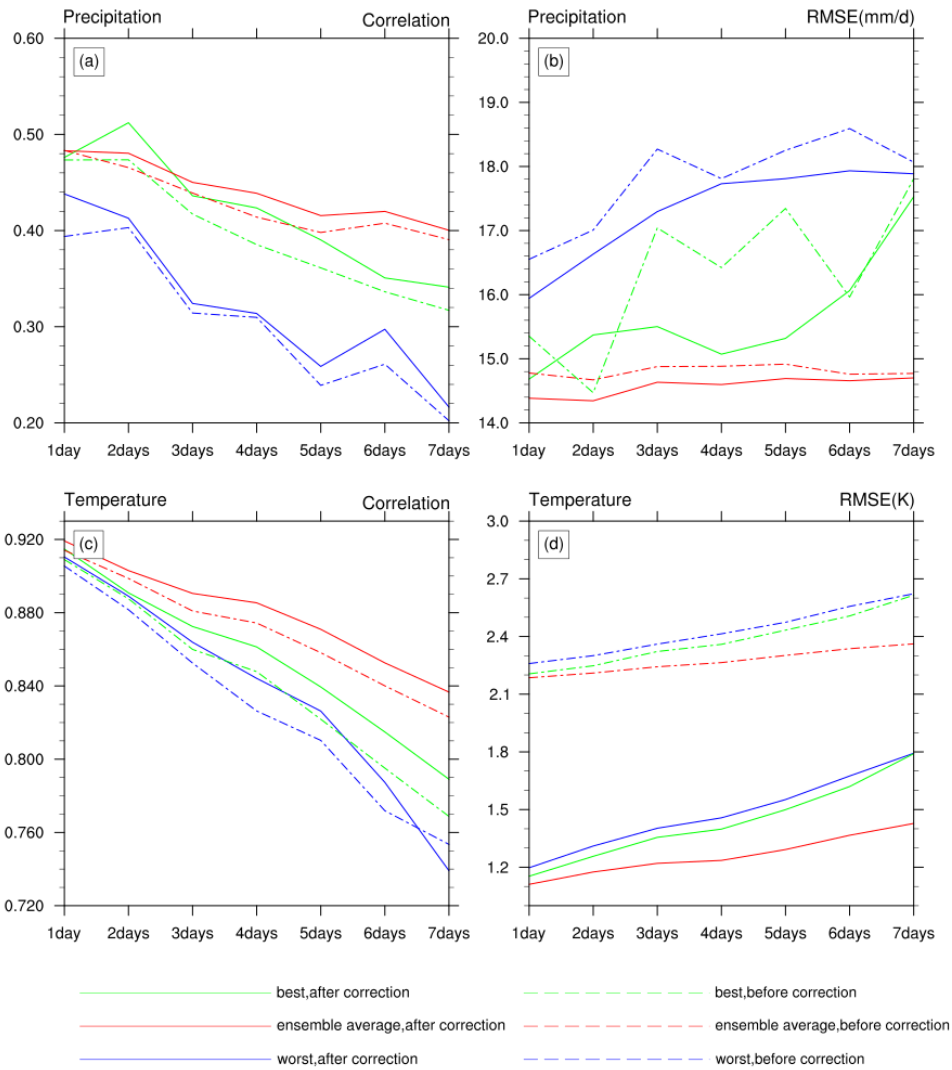 Precipitation Correlation
0.60
(a)
0.50
0.40
0.30
0.20
1day 2days 3days 4days 5days 6days 7days
Precipitation RMSE(mm/d)
20.0
(b)
19.0
18.0
17.0
16.0
15.0
14.0
1day 2days 3days 4days 5days 6days 7days
Temperature Correlation
(c)
0.920
0.880
0.840
0.800
0.760
0.720
1day 2days 3days 4days 5days 6days 7days
Temperature RMSE(K)
3.0
(d)
2.7
2.4
2.1
1.8
1.5
1.2
1day 2days 3days 4days 5days 6days 7days
best,after correction
best,before correction
ensemble average,after correction
ensemble average,before correction
worst,after correction
worst,before correction